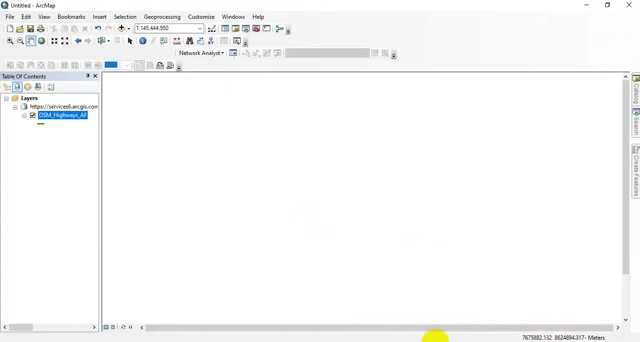 Untitled - ArcMap
File Edit View Bookmarks Insert Selection Geoprocessing Customize Windows Help
1:145,444,950
Network Analyst
Table Of Contents
Layers
https://services6.arcgis.com
OSM_Highways_AF
Catalog
Search
Create Features
7675882.132 8624894.317 Meters